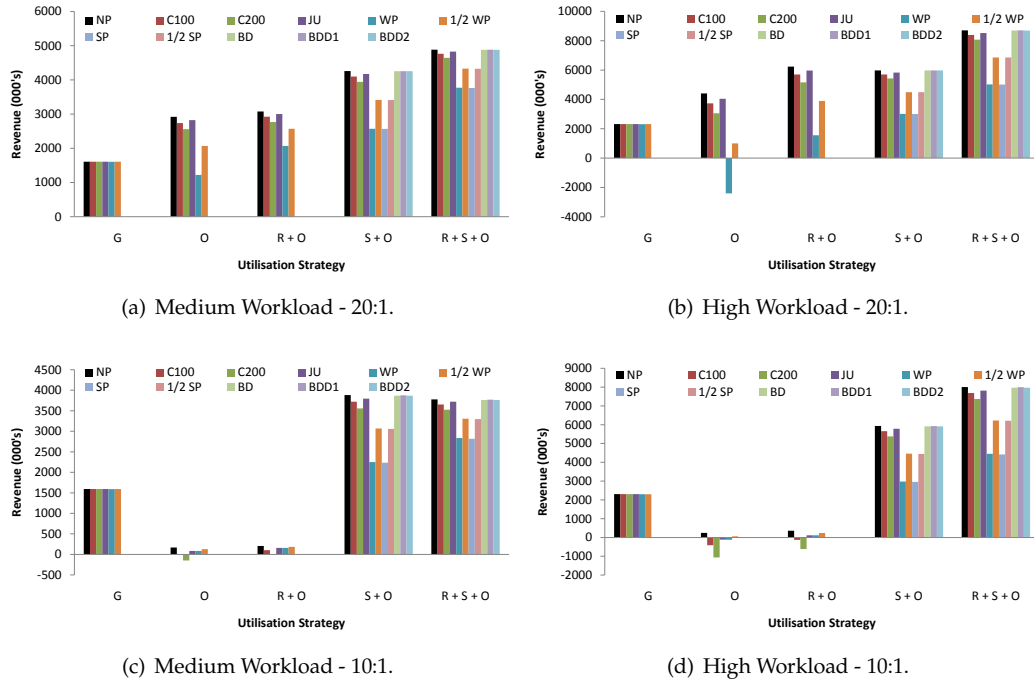 NP C100 C200 JU WP 1/2 WP
SP 1/2 SP BD BDD1 BDD2
6000
5000
4000
3000
2000
1000
0
Revenue (000's)
G O R + O S + O R + S + O
Utilisation Strategy
(a) Medium Workload - 20:1.
NP C100 C200 JU WP 1/2 WP
SP 1/2 SP BD BDD1 BDD2
10000
8000
6000
4000
2000
0
-2000
-4000
Revenue (000's)
G O R + O S + O R + S + O
Utilisation Strategy
(b) High Workload - 20:1.
NP C100 C200 JU WP 1/2 WP
SP 1/2 SP BD BDD1 BDD2
4500
4000
3500
3000
2500
2000
1500
1000
500
0
-500
Revenue (000's)
G O R + O S + O R + S + O
Utilisation Strategy
(c) Medium Workload - 10:1.
NP C100 C200 JU WP 1/2 WP
SP 1/2 SP BD BDD1 BDD2
9000
8000
7000
6000
5000
4000
3000
2000
1000
0
-1000
-2000
Revenue (000's)
G O R + O S + O R + S + O
Utilisation Strategy
(d) High Workload - 10:1.